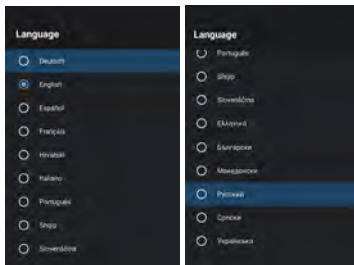 Language
Deutsch
English
Español
Français
Hrvatski
Italiano
Português
Shqip
Slovenščina
Language
Português
Shqip
Slovenščina
Ελληνικά
Български
Македонски
Русский
Српски
Українська